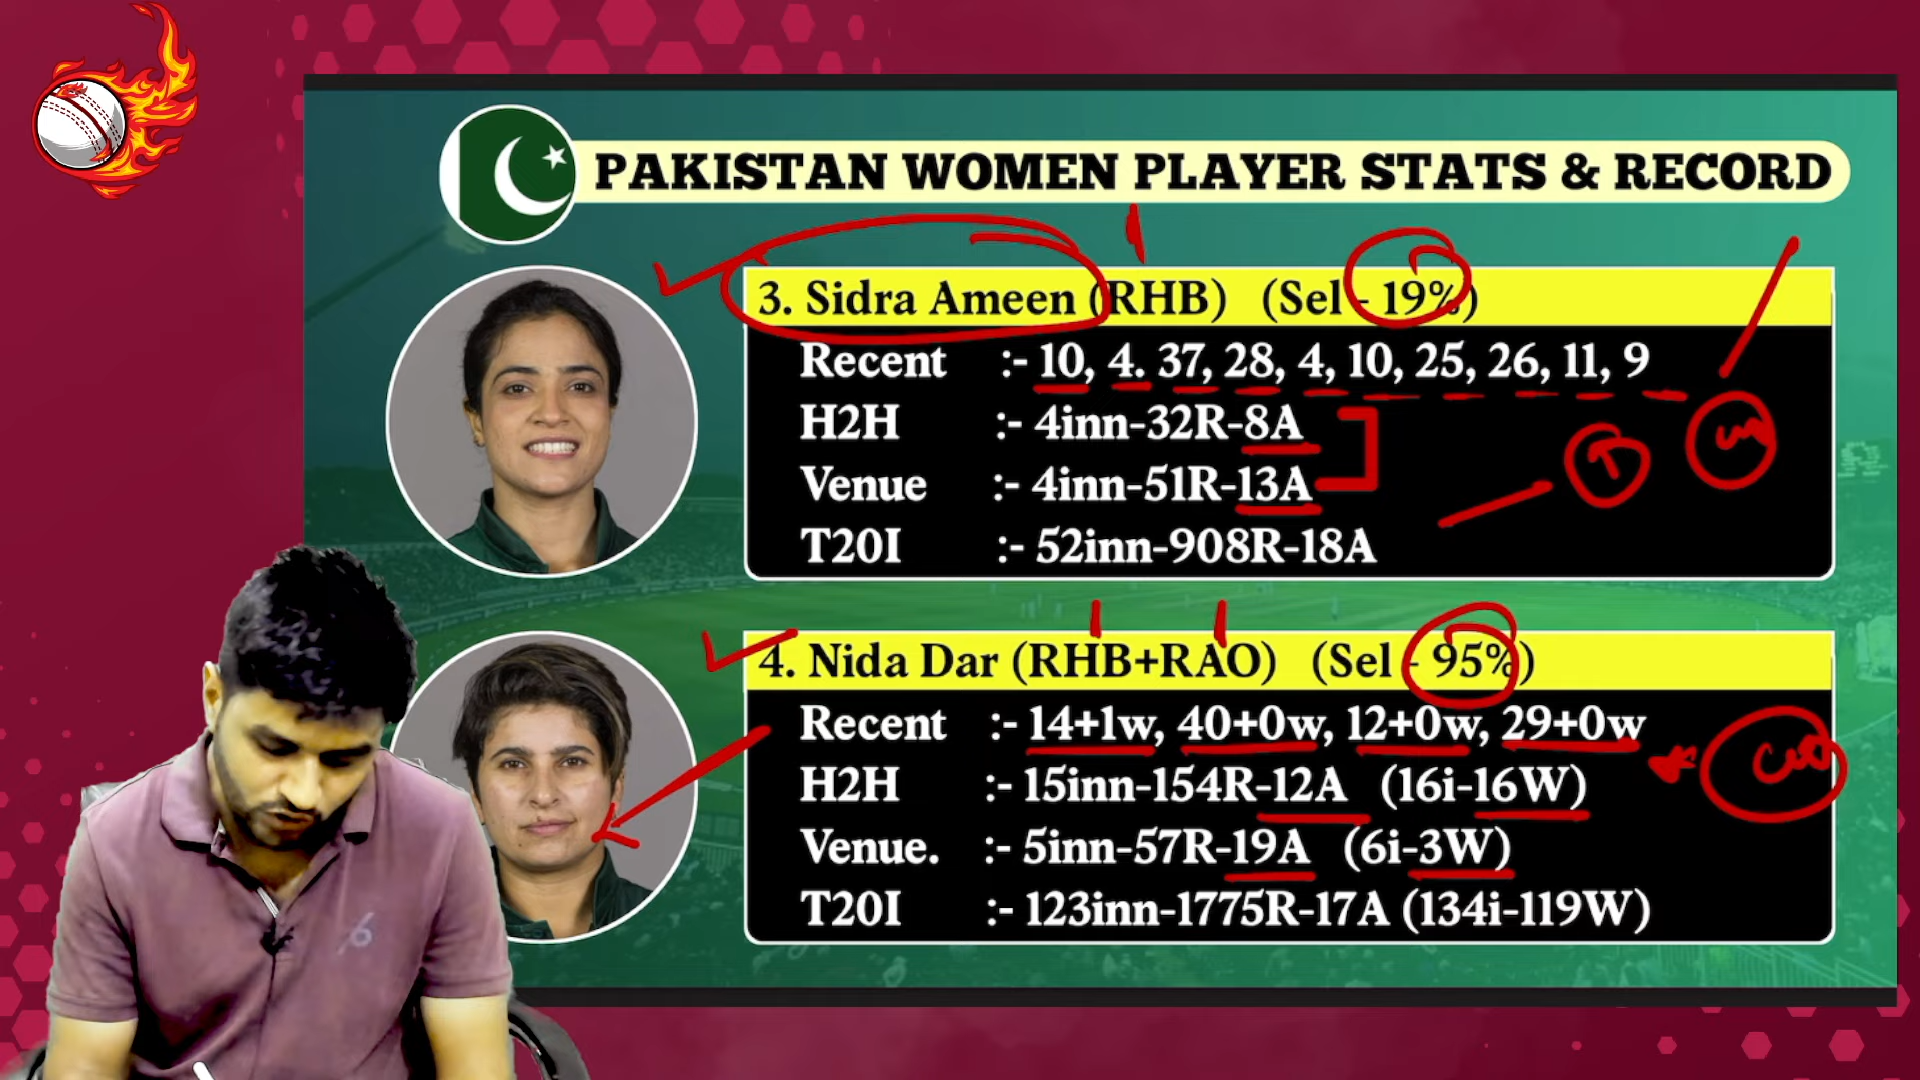 PAKISTAN WOMEN PLAYER STATS & RECORD
3. Sidra Ameen (RHB) (Sel - 19%)
Recent :- 10, 4. 37, 28, 4, 10, 25, 26, 11, 9
H2H :- 4inn-32R-8A
Venue :- 4inn-51R-13A
T20I :- 52inn-908R-18A
4. Nida Dar (RHB+RAO) (Sel - 95%)
Recent :- 14+1w, 40+0w, 12+0w, 29+0w
H2H :- 15inn-154R-12A (16i-16W)
Venue. :- 5inn-57R-19A (6i-3W)
T20I :- 123inn-1775R-17A (134i-119W)